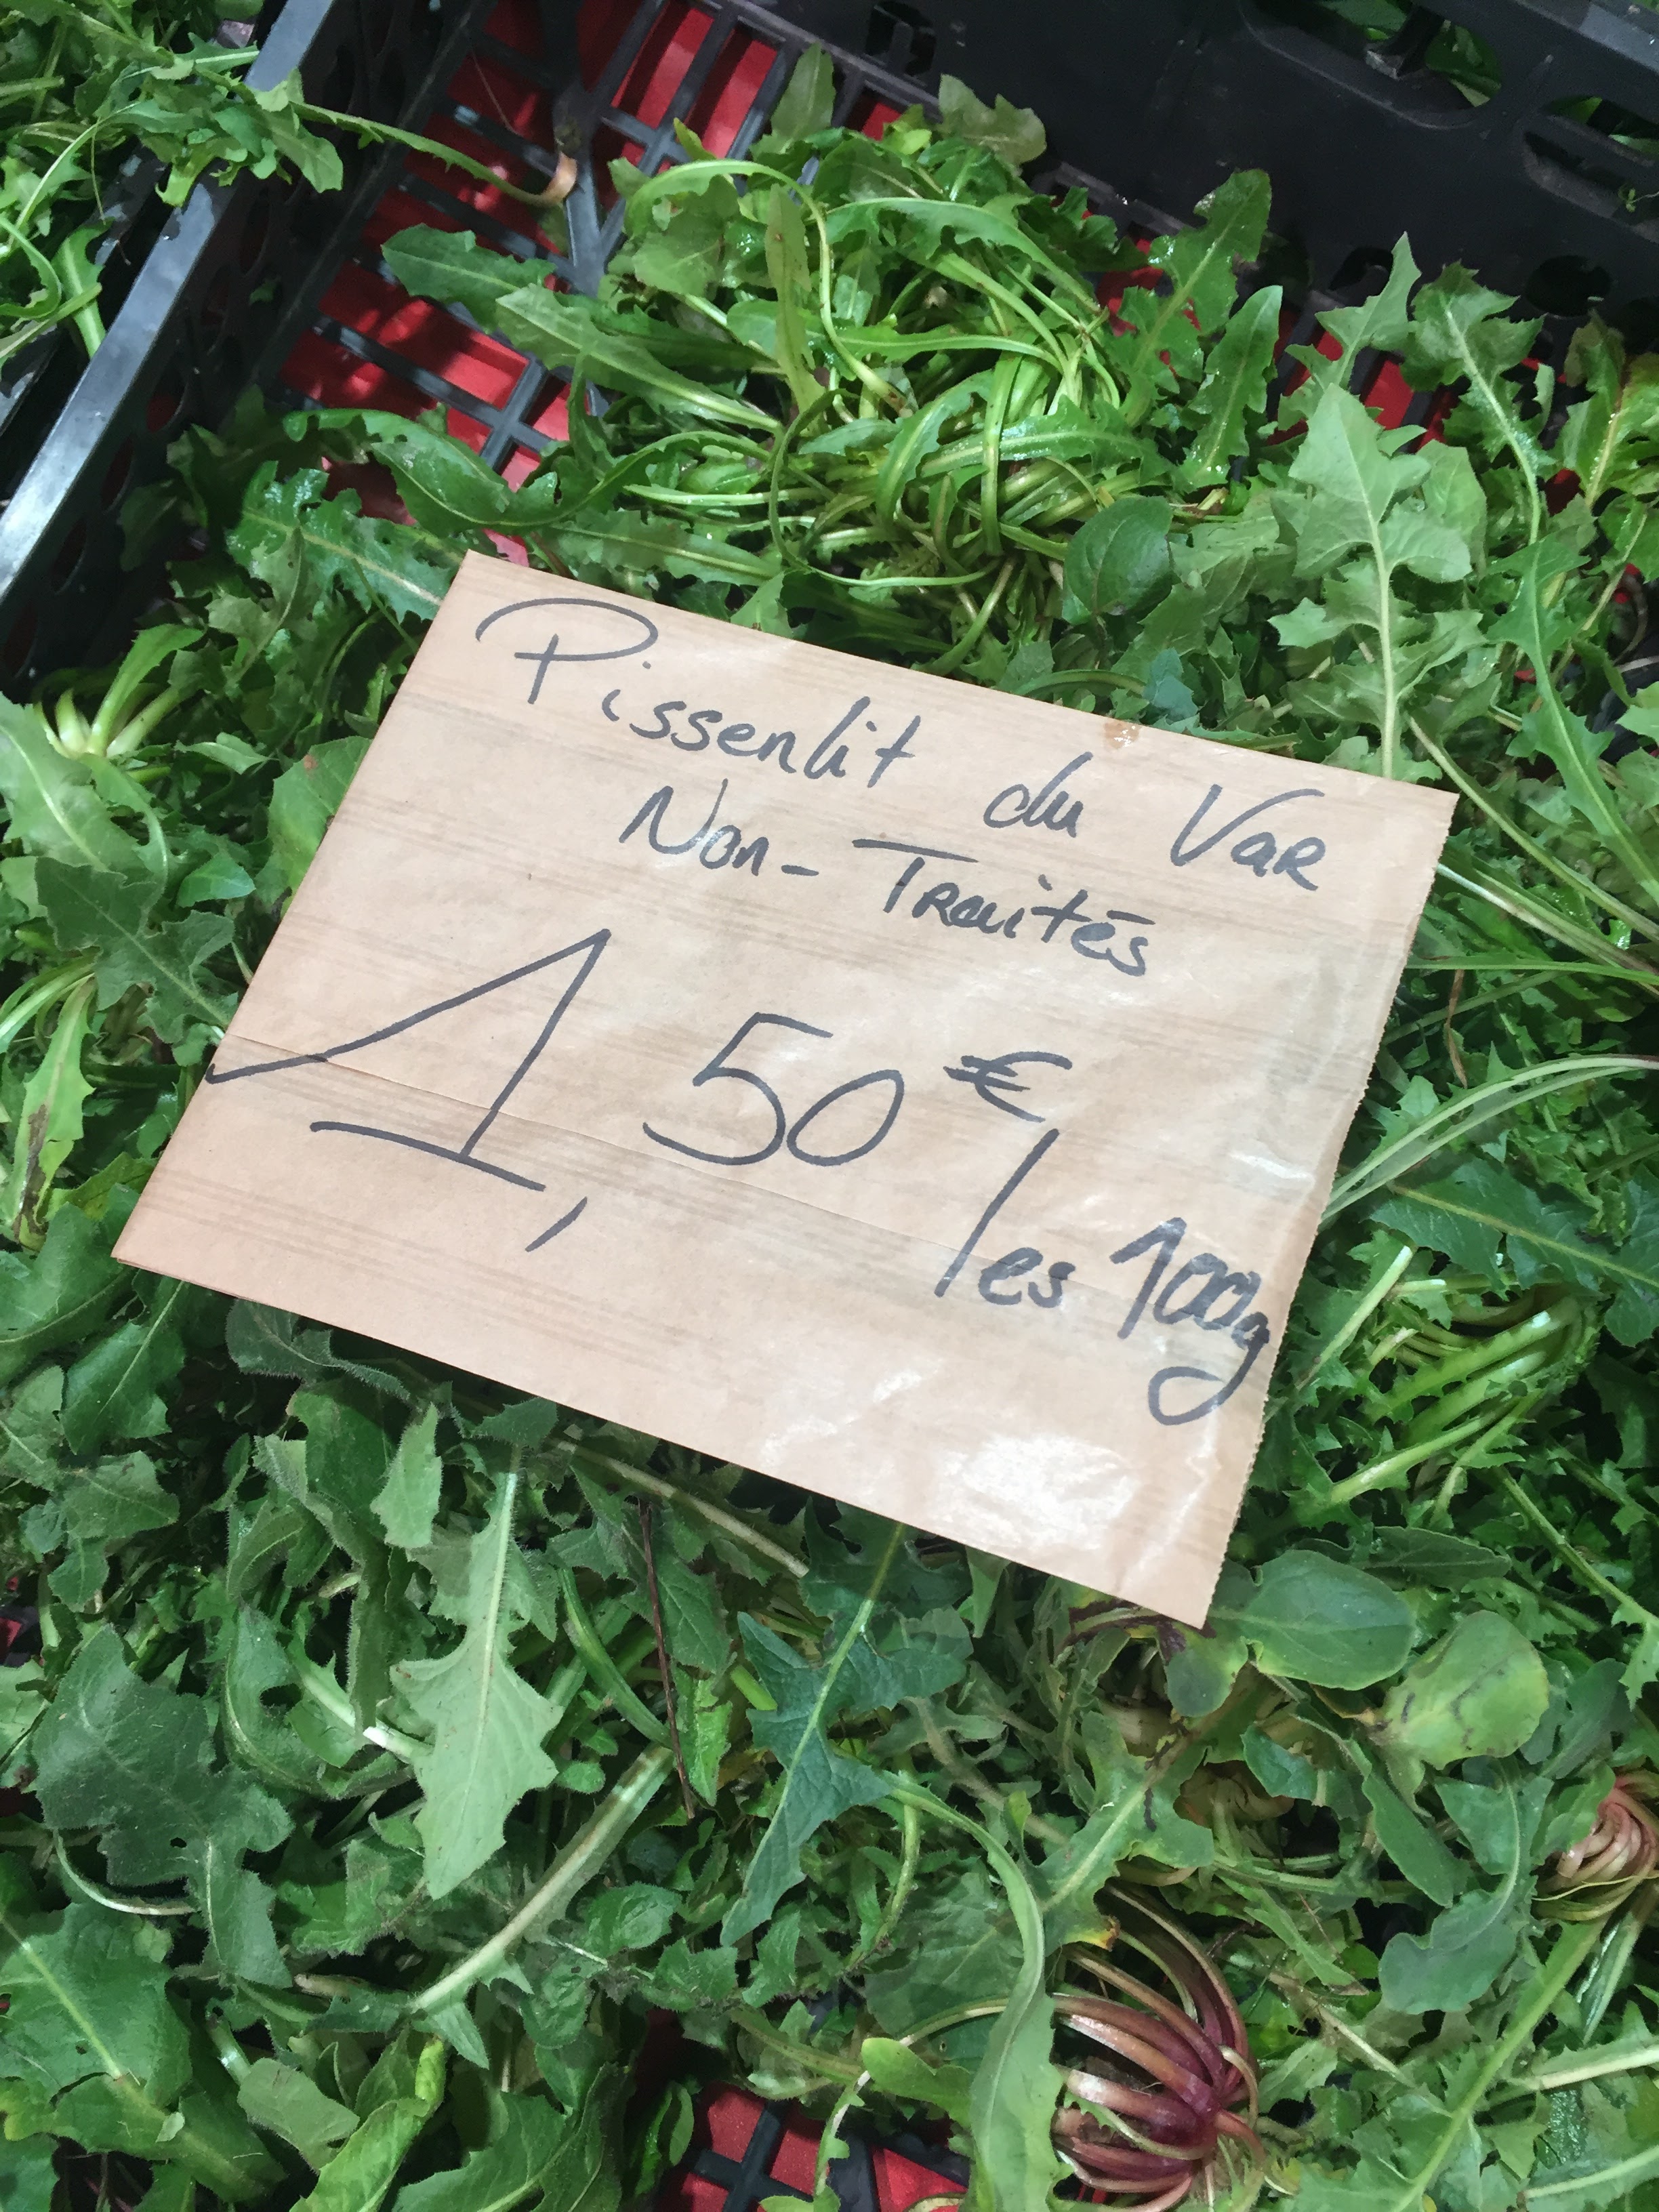 Pissenlit du Var
Non-Traités
1,50€
les 100g